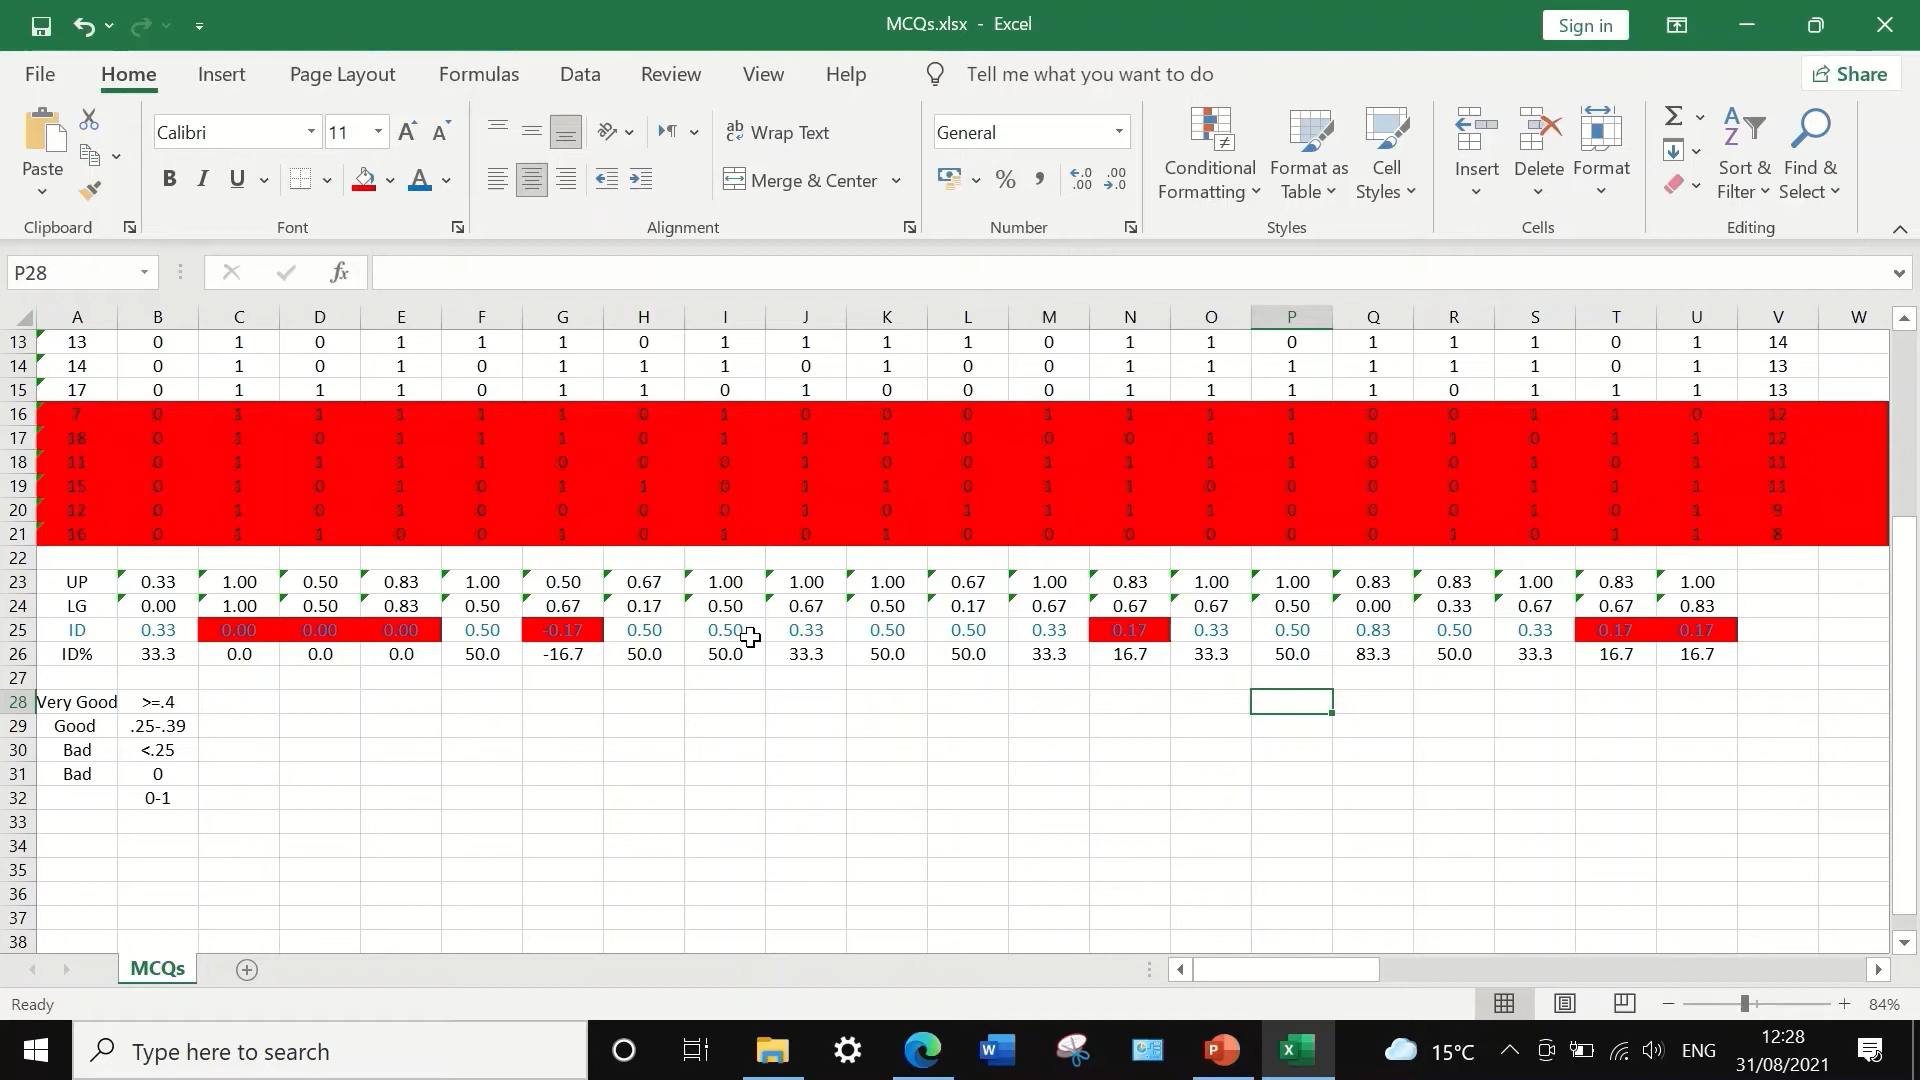 MCQs.xlsx - Excel
Sign in
File Home Insert Page Layout Formulas Data Review View Help Tell me what you want to do Share
Calibri 11 Wrap Text General
Paste Merge & Center Conditional Formatting Format as Table Cell Styles Insert Delete Format Sort & Filter Find & Select
Clipboard Font Alignment Number Styles Cells Editing
P28 fx
A B C D E F G H I J K L M N O P Q R S T U V W
13 13 0 1 0 1 1 1 0 1 1 1 1 0 1 1 0 1 1 1 0 1 14
14 14 0 1 0 1 0 1 1 1 0 1 0 0 1 1 1 1 1 1 0 1 13
15 17 0 1 1 1 0 1 1 0 1 0 0 0 1 1 1 1 0 1 1 1 13
16 7 0 1 1 1 1 1 0 1 0 0 0 1 1 1 1 0 0 1 1 0 12
17 18 0 1 0 1 1 1 0 1 1 1 0 0 0 1 1 0 1 0 1 1 12
18 11 0 1 1 1 1 0 0 0 1 0 0 1 1 1 1 0 0 1 0 1 11
19 15 0 1 0 1 0 1 1 0 1 1 0 1 1 0 0 0 0 1 1 1 11
20 12 0 1 0 1 0 0 0 0 1 0 1 1 1 1 0 0 0 1 0 1 9
21 16 0 1 1 0 0 1 0 1 0 1 0 0 0 0 0 0 1 0 1 1 8
22
23 UP 0.33 1.00 0.50 0.83 1.00 0.50 0.67 1.00 1.00 1.00 0.67 1.00 0.83 1.00 1.00 0.83 0.83 1.00 0.83 1.00
24 LG 0.00 1.00 0.50 0.83 0.50 0.67 0.17 0.50 0.67 0.50 0.17 0.67 0.67 0.67 0.50 0.00 0.33 0.67 0.67 0.83
25 ID 0.33 0.00 0.00 0.00 0.50 -0.17 0.50 0.50 0.33 0.50 0.50 0.33 0.17 0.33 0.50 0.83 0.50 0.33 0.17 0.17
26 ID% 33.3 0.0 0.0 0.0 50.0 -16.7 50.0 50.0 33.3 50.0 50.0 33.3 16.7 33.3 50.0 83.3 50.0 33.3 16.7 16.7
27
28 Very Good >=.4
29 Good .25-.39
30 Bad <.25
31 Bad 0
32 0-1
33
34
35
36
37
38
MCQs
Ready 84%
Type here to search 15°C ENG 12:28
31/08/2021